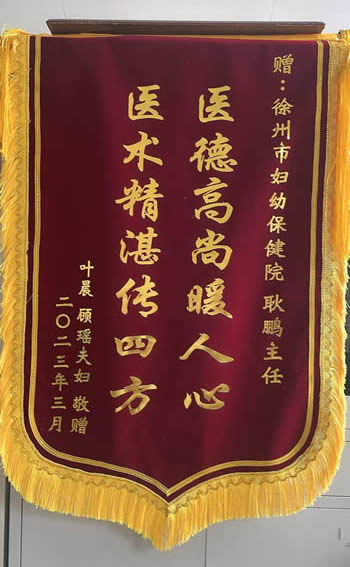 赠：徐州市妇幼保健院 耿鹏主任
医德高尚暖人心
医术精湛传四方
叶晨 顾瑶夫妇 敬赠
二〇二三年三月